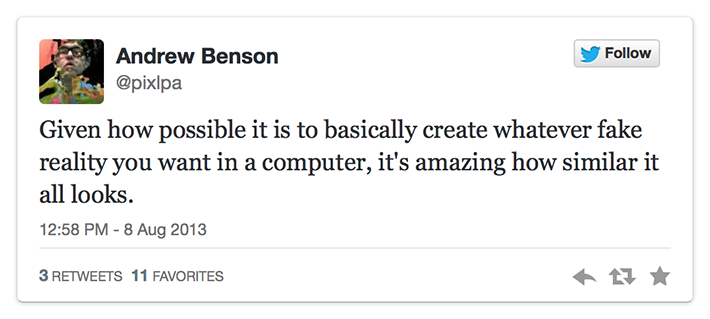 Andrew Benson
Follow
@pixlpa
Given how possible it is to basically create whatever fake
reality you want in a computer, it's amazing how similar it
all looks.
12:58 PM - 8 Aug 2013
3 RETWEETS 11 FAVORITES